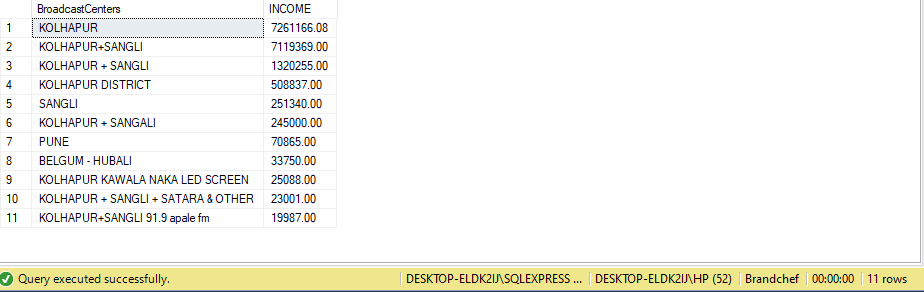 BroadcastCenters INCOME
1 KOLHAPUR 7261166.08
2 KOLHAPUR+SANGLI 7119369.00
3 KOLHAPUR + SANGLI 1320255.00
4 KOLHAPUR DISTRICT 508837.00
5 SANGLI 251340.00
6 KOLHAPUR + SANGALI 245000.00
7 PUNE 70865.00
8 BELGUM - HUBALI 33750.00
9 KOLHAPUR KAWALA NAKA LED SCREEN 25088.00
10 KOLHAPUR + SANGLI + SATARA & OTHER 23001.00
11 KOLHAPUR+SANGLI 91.9 apale fm 19987.00
Query executed successfully. DESKTOP-ELDK2IJ\SQLEXPRESS ... DESKTOP-ELDK2IJ\HP (52) Brandchef 00:00:00 11 rows